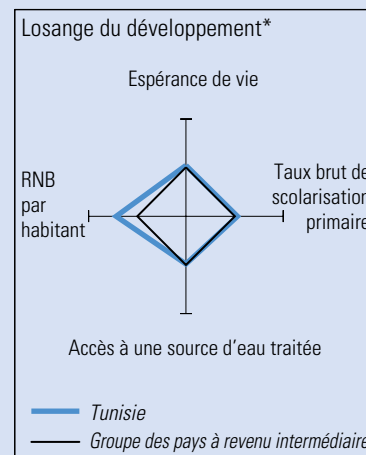 Losange du développement*
Espérance de vie
RNB
par
habitant
Taux brut de
scolarisation
primaire
Accès à une source d'eau traitée
Tunisie
Groupe des pays à revenu intermédiaire